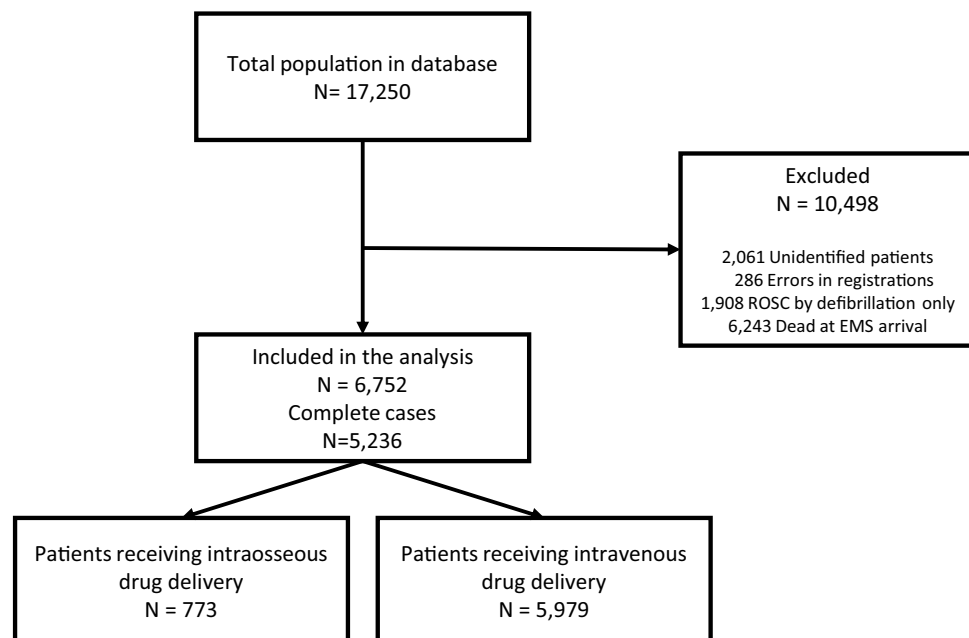 Total population in database
N= 17,250
Excluded
N = 10,498
2,061 Unidentified patients
286 Errors in registrations
1,908 ROSC by defibrillation only
6,243 Dead at EMS arrival
Included in the analysis
N = 6,752
Complete cases
N=5,236
Patients receiving intraosseous
drug delivery
N = 773
Patients receiving intravenous
drug delivery
N = 5,979